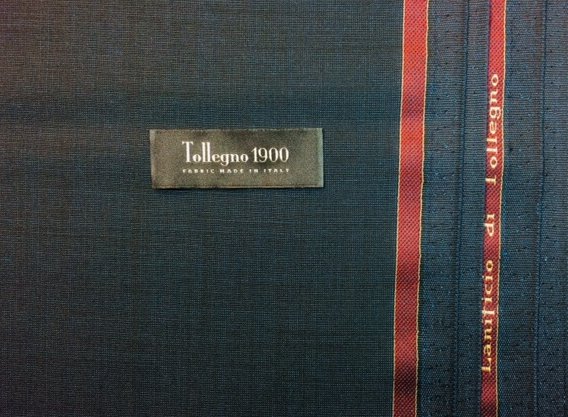 Tollegno 1900
FABRIC MADE IN ITALY
Lanificio di Tollegno